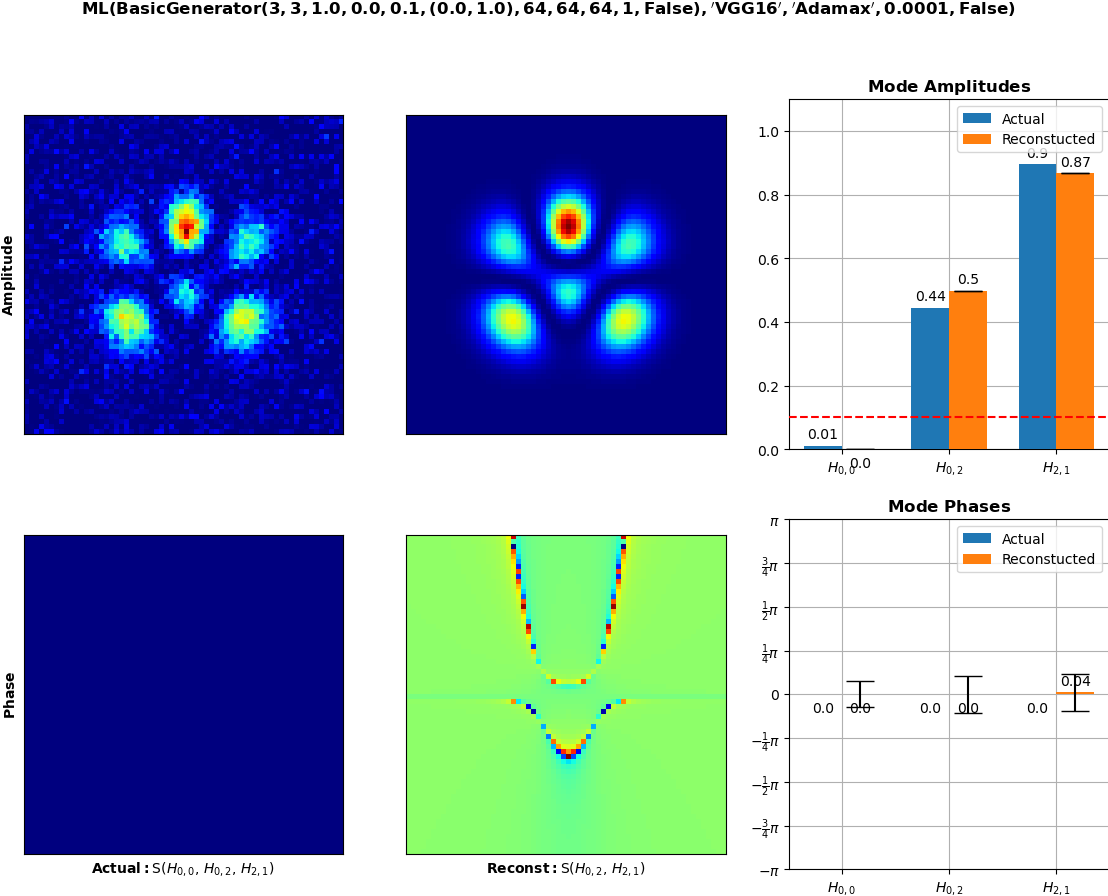 ML(BasicGenerator(3, 3, 1.0, 0.0, 0.1, (0.0, 1.0), 64, 64, 64, 1, False), 'VGG16', 'Adamax', 0.0001, False)
Amplitude
Mode Amplitudes
Actual
Reconstucted
1.0
0.8
0.6
0.4
0.2
0.0
0.01
0.0
0.44
0.5
0.9
0.87
H0,0
H0,2
H2,1
Phase
Actual: S(H0,0, H0,2, H2,1)
Reconst: S(H0,2, H2,1)
Mode Phases
Actual
Reconstucted
π
3/4π
1/2π
1/4π
0
−1/4π
−1/2π
−3/4π
−π
0.0
0.0
0.0
0.0
0.0
0.04
H0,0
H0,2
H2,1